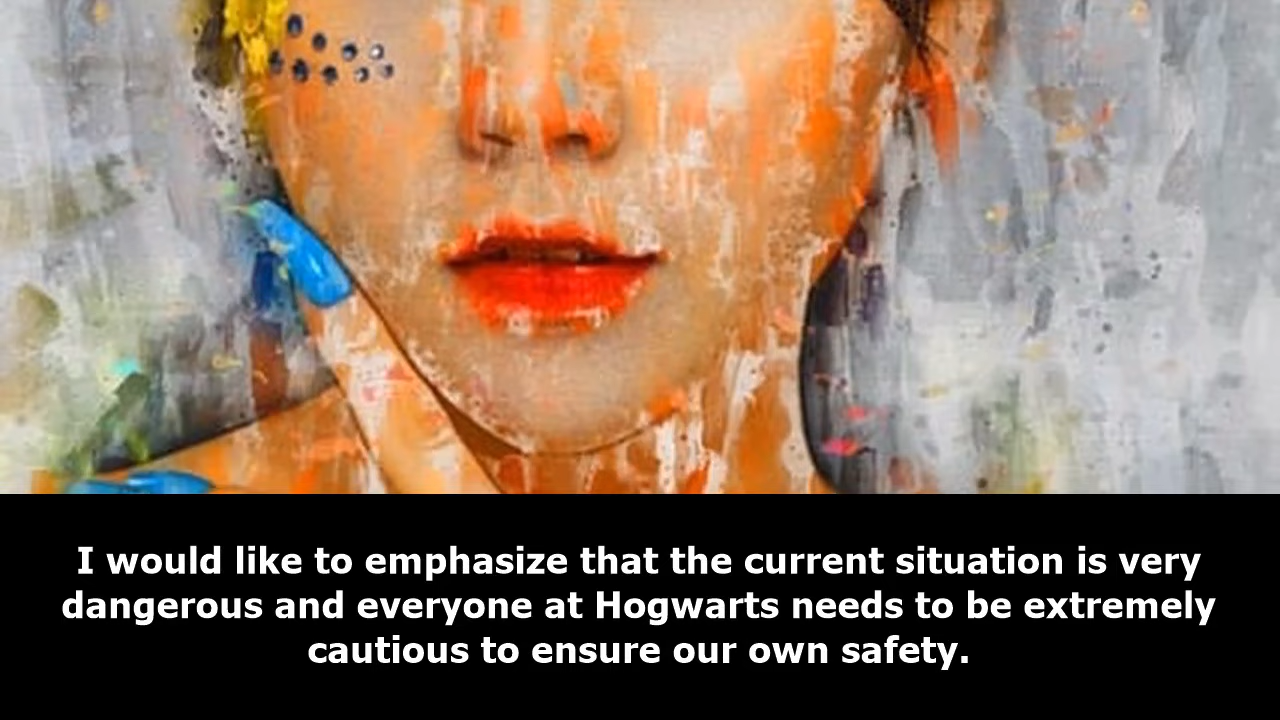 I would like to emphasize that the current situation is very
dangerous and everyone at Hogwarts needs to be extremely
cautious to ensure our own safety.